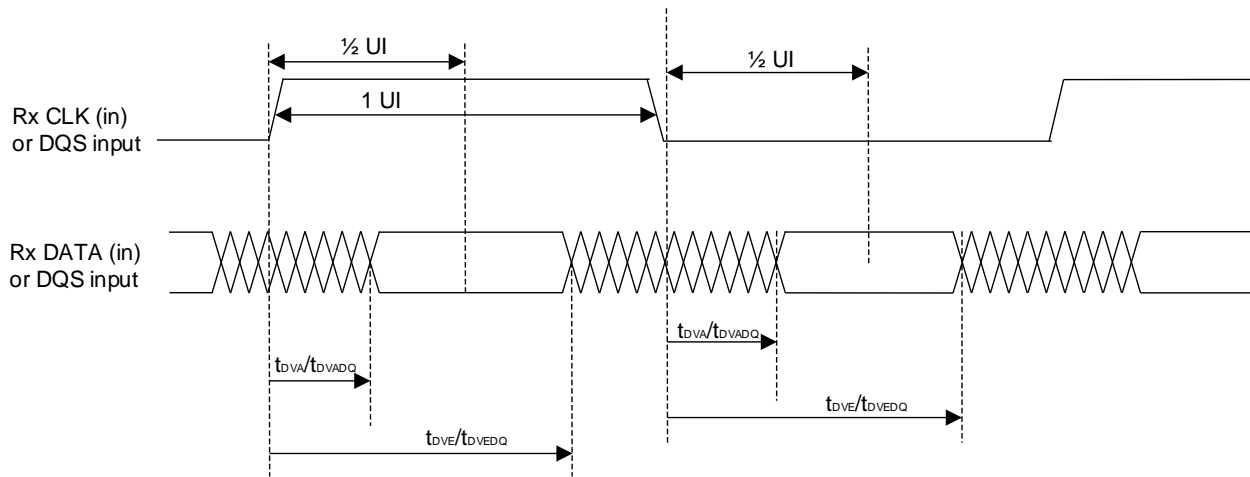 ½ UI
½ UI
1 UI
Rx CLK (in)
or DQS input
Rx DATA (in)
or DQS input
tDVA/tDVADQ
tDVA/tDVADQ
tDVE/tDVEDQ
tDVE/tDVEDQ